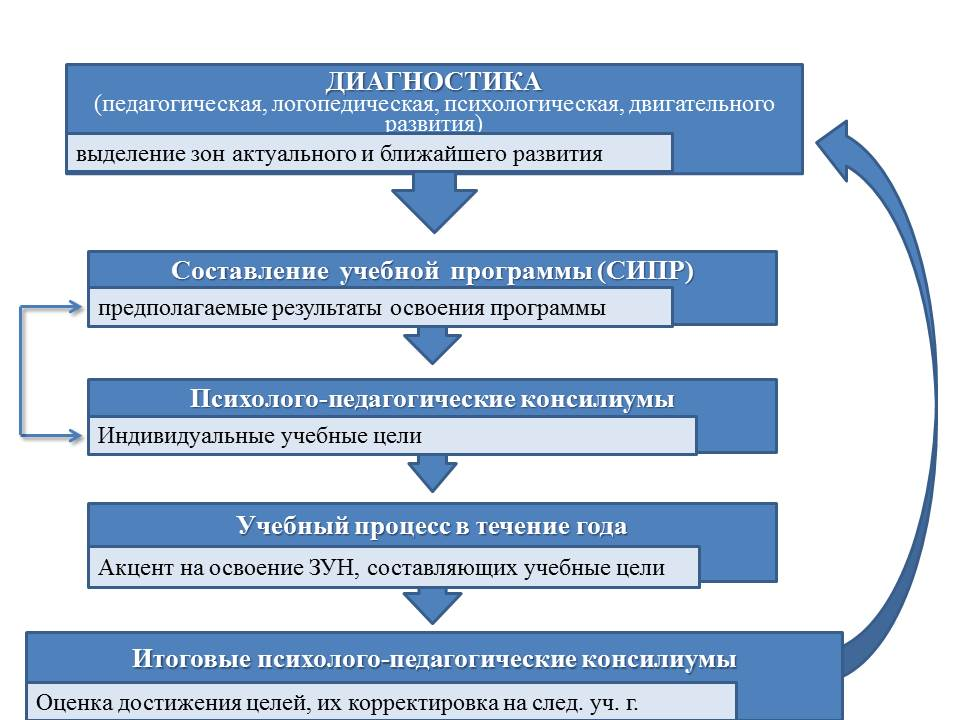 ДИАГНОСТИКА
(педагогическая, логопедическая, психологическая, двигательного
развития)
выделение зон актуального и ближайшего развития
Составление учебной программы (СИПР)
предполагаемые результаты освоения программы
Психолого-педагогические консилиумы
Индивидуальные учебные цели
Учебный процесс в течение года
Акцент на освоение ЗУН, составляющих учебные цели
Итоговые психолого-педагогические консилиумы
Оценка достижения целей, их корректировка на след. уч. г.